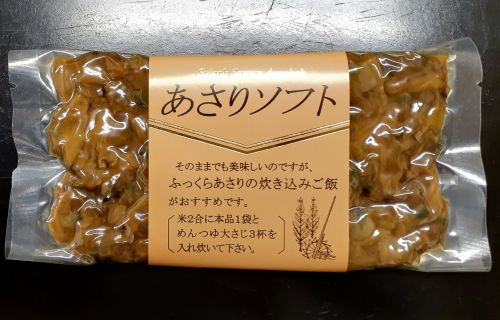 あさりソフト
そのままでも美味しいのですが、
ふっくらあさりの炊き込みご飯
がおすすめです。
米2合に本品1袋と
めんつゆ大さじ3杯を
入れ炊いて下さい。